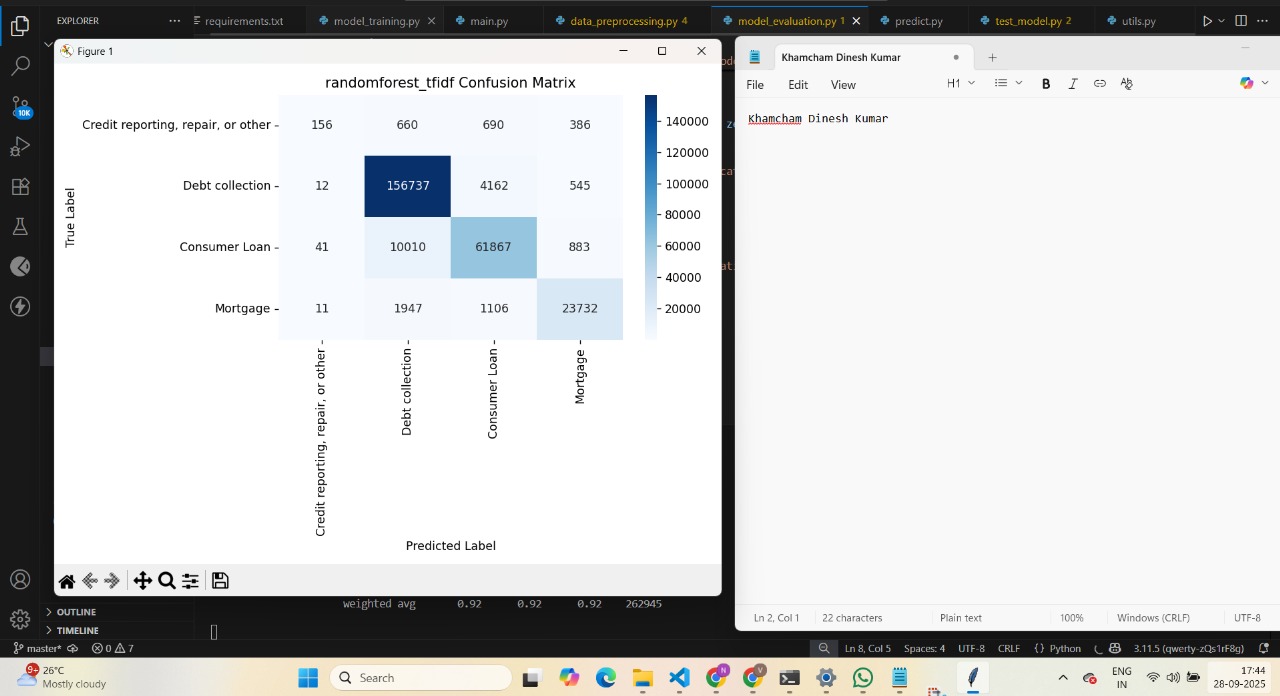 EXPLORER
requirements.txt
model_training.py
main.py
data_preprocessing.py 4
model_evaluation.py 1
predict.py
test_model.py 2
utils.py
Figure 1
randomforest_tfidf Confusion Matrix
Credit reporting, repair, or other
156 660 690 386
Debt collection
12 156737 4162 545
Consumer Loan
41 10010 61867 883
Mortgage
11 1947 1106 23732
True Label
140000
120000
100000
80000
60000
40000
20000
Credit reporting, repair, or other
Debt collection
Consumer Loan
Mortgage
Predicted Label
Khamcham Dinesh Kumar
File Edit View H1 B I
Khamcham Dinesh Kumar
Ln 2, Col 1 22 characters Plain text 100% Windows (CRLF) UTF-8
weighted avg 0.92 0.92 0.92 262945
OUTLINE
TIMELINE
10K
master* 0 7
Ln 8, Col 5 Spaces: 4 UTF-8 CRLF {} Python 3.11.5 (qwerty-zQs1rF8g)
9+
26°C
Mostly cloudy
Search
ENG
IN
17:44
28-09-2025